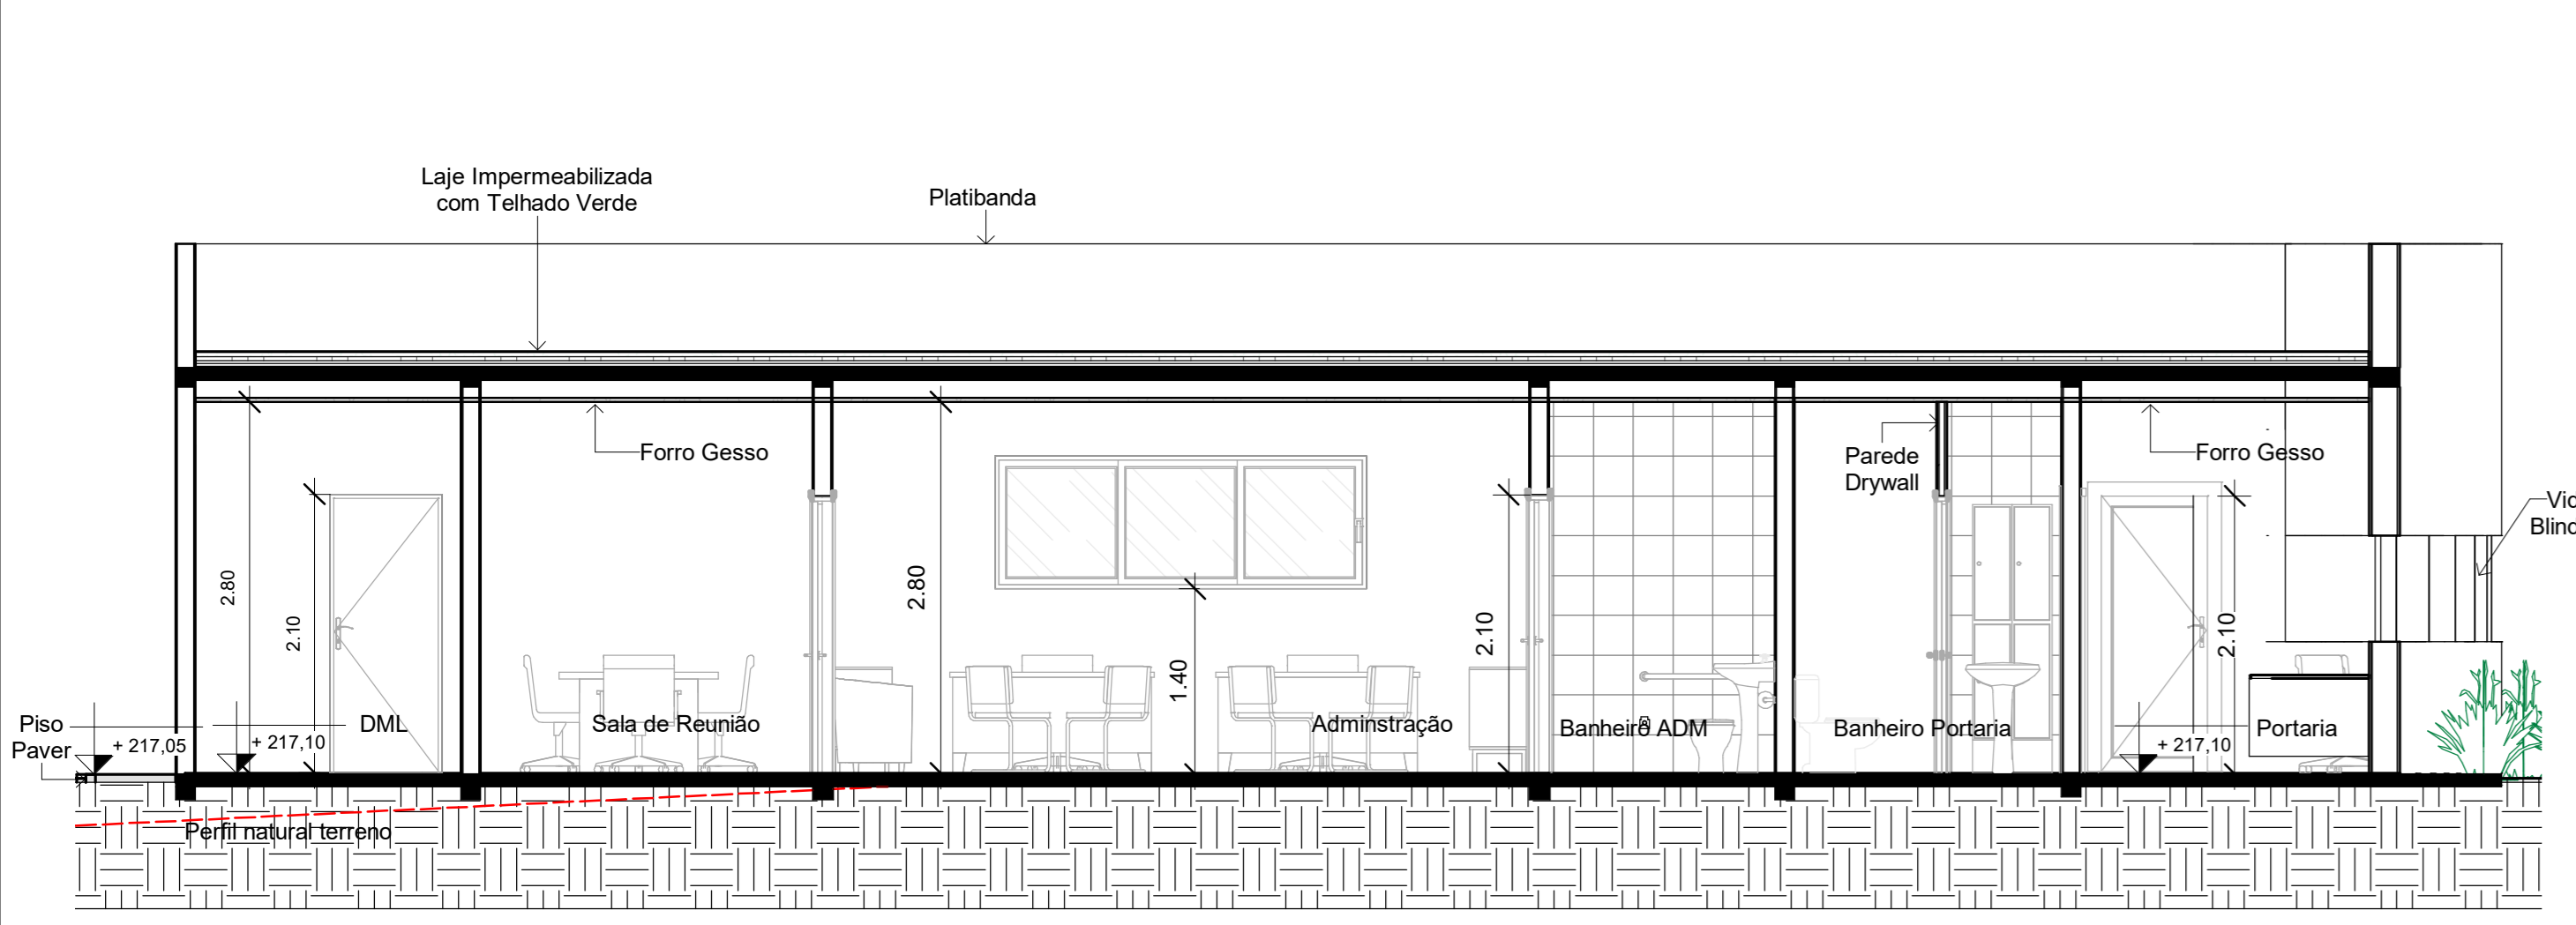 Laje Impermeabilizada
com Telhado Verde
Platibanda
Forro Gesso
Parede
Drywall
Forro Gesso
2.80
2.10
2.80
1.40
2.10
2.10
Piso
Paver
+ 217,05
+ 217,10
DML
Sala de Reunião
Adminstração
Banheiro ADM
Banheiro Portaria
+ 217,10
Portaria
Perfil natural terreno